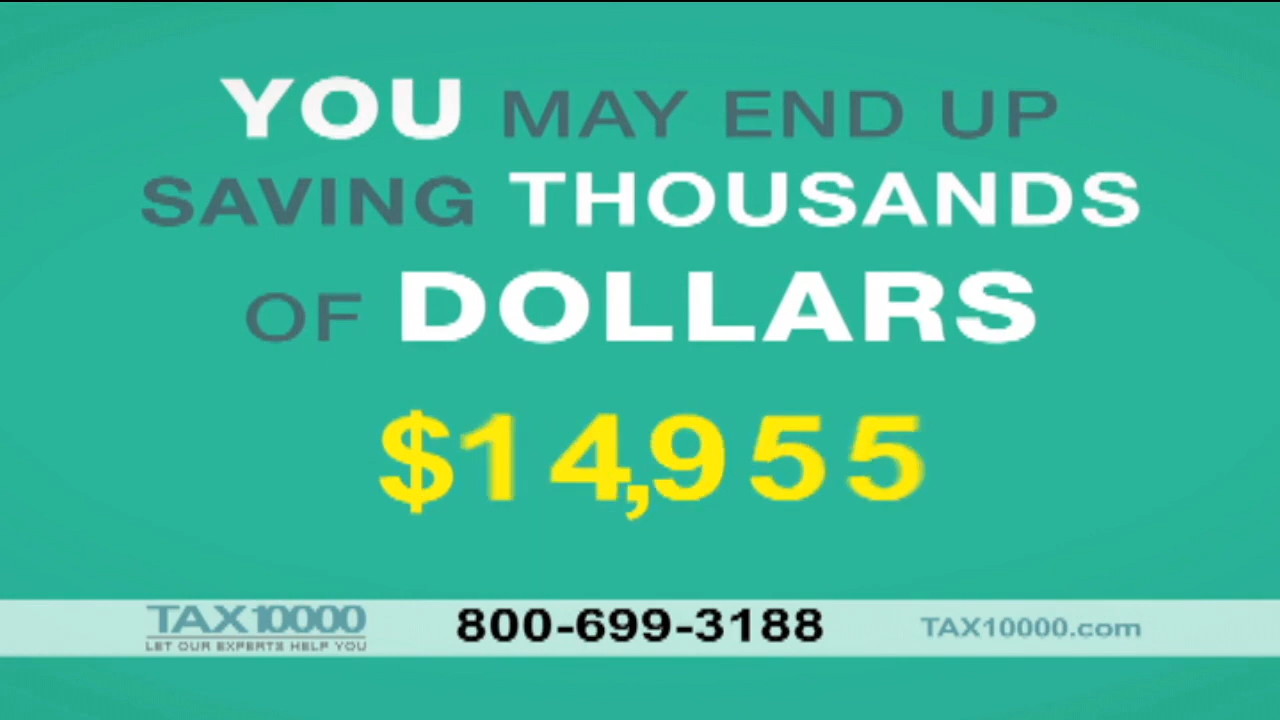 YOU MAY END UP
SAVING THOUSANDS
OF DOLLARS
$14,955
TAX10000
LET OUR EXPERTS HELP YOU
800-699-3188
TAX10000.com